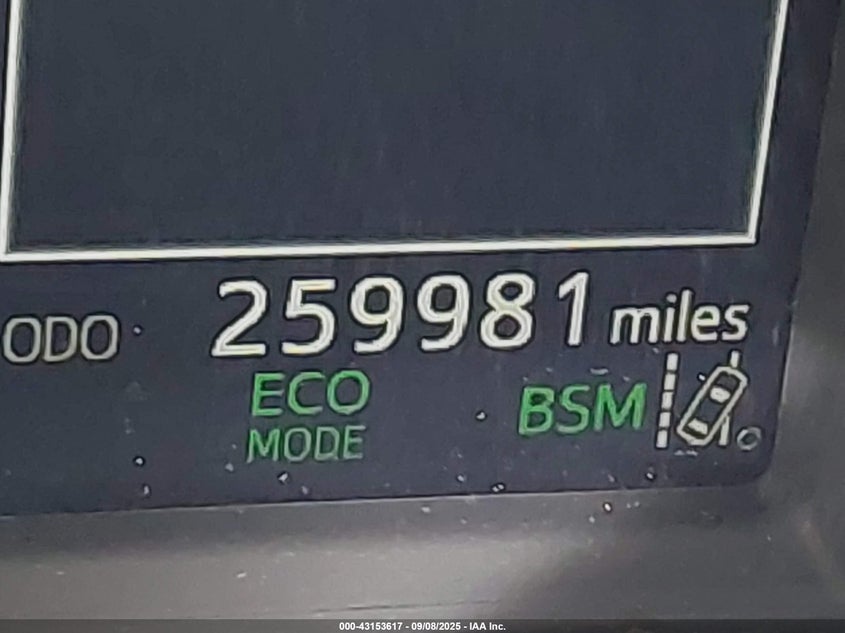 ODO 259981 miles
ECO BSM
MODE
000-43153617 - 09/08/2025 - IAA Inc.